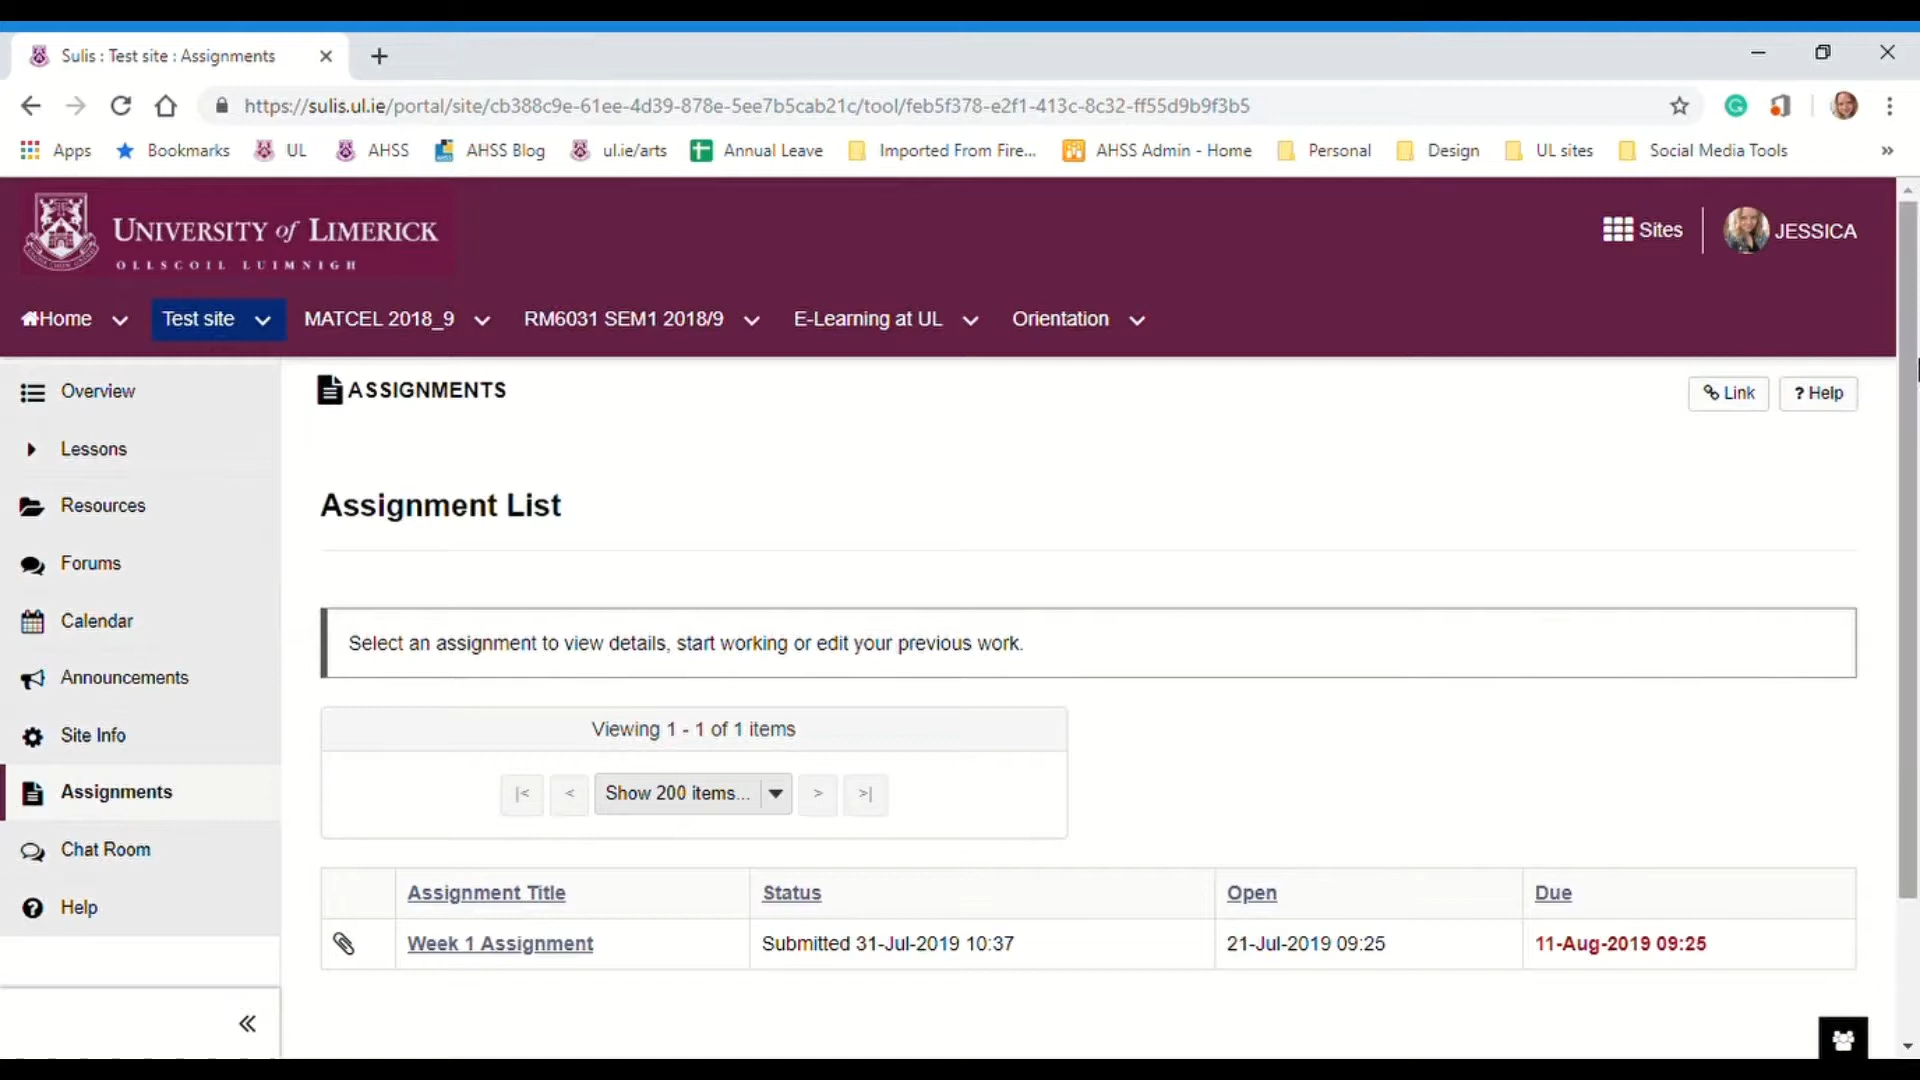 Sulis : Test site : Assignments
https://sulis.ul.ie/portal/site/cb388c9e-61ee-4d39-878e-5ee7b5cab21c/tool/feb5f378-e2f1-413c-8c32-ff55d9b9f3b5
Apps Bookmarks UL AHSS AHSS Blog ul.ie/arts Annual Leave Imported From Fire... AHSS Admin - Home Personal Design UL sites Social Media Tools »
UNIVERSITY of LIMERICK
OLLSCOIL LUIMNIGH
Sites JESSICA
Home Test site MATCEL 2018_9 RM6031 SEM1 2018/9 E-Learning at UL Orientation
Overview
Lessons
Resources
Forums
Calendar
Announcements
Site Info
Assignments
Chat Room
Help
ASSIGNMENTS
Link ? Help
Assignment List
Select an assignment to view details, start working or edit your previous work.
Viewing 1 - 1 of 1 items
|< < Show 200 items... > >|
Assignment Title Status Open Due
Week 1 Assignment Submitted 31-Jul-2019 10:37 21-Jul-2019 09:25 11-Aug-2019 09:25